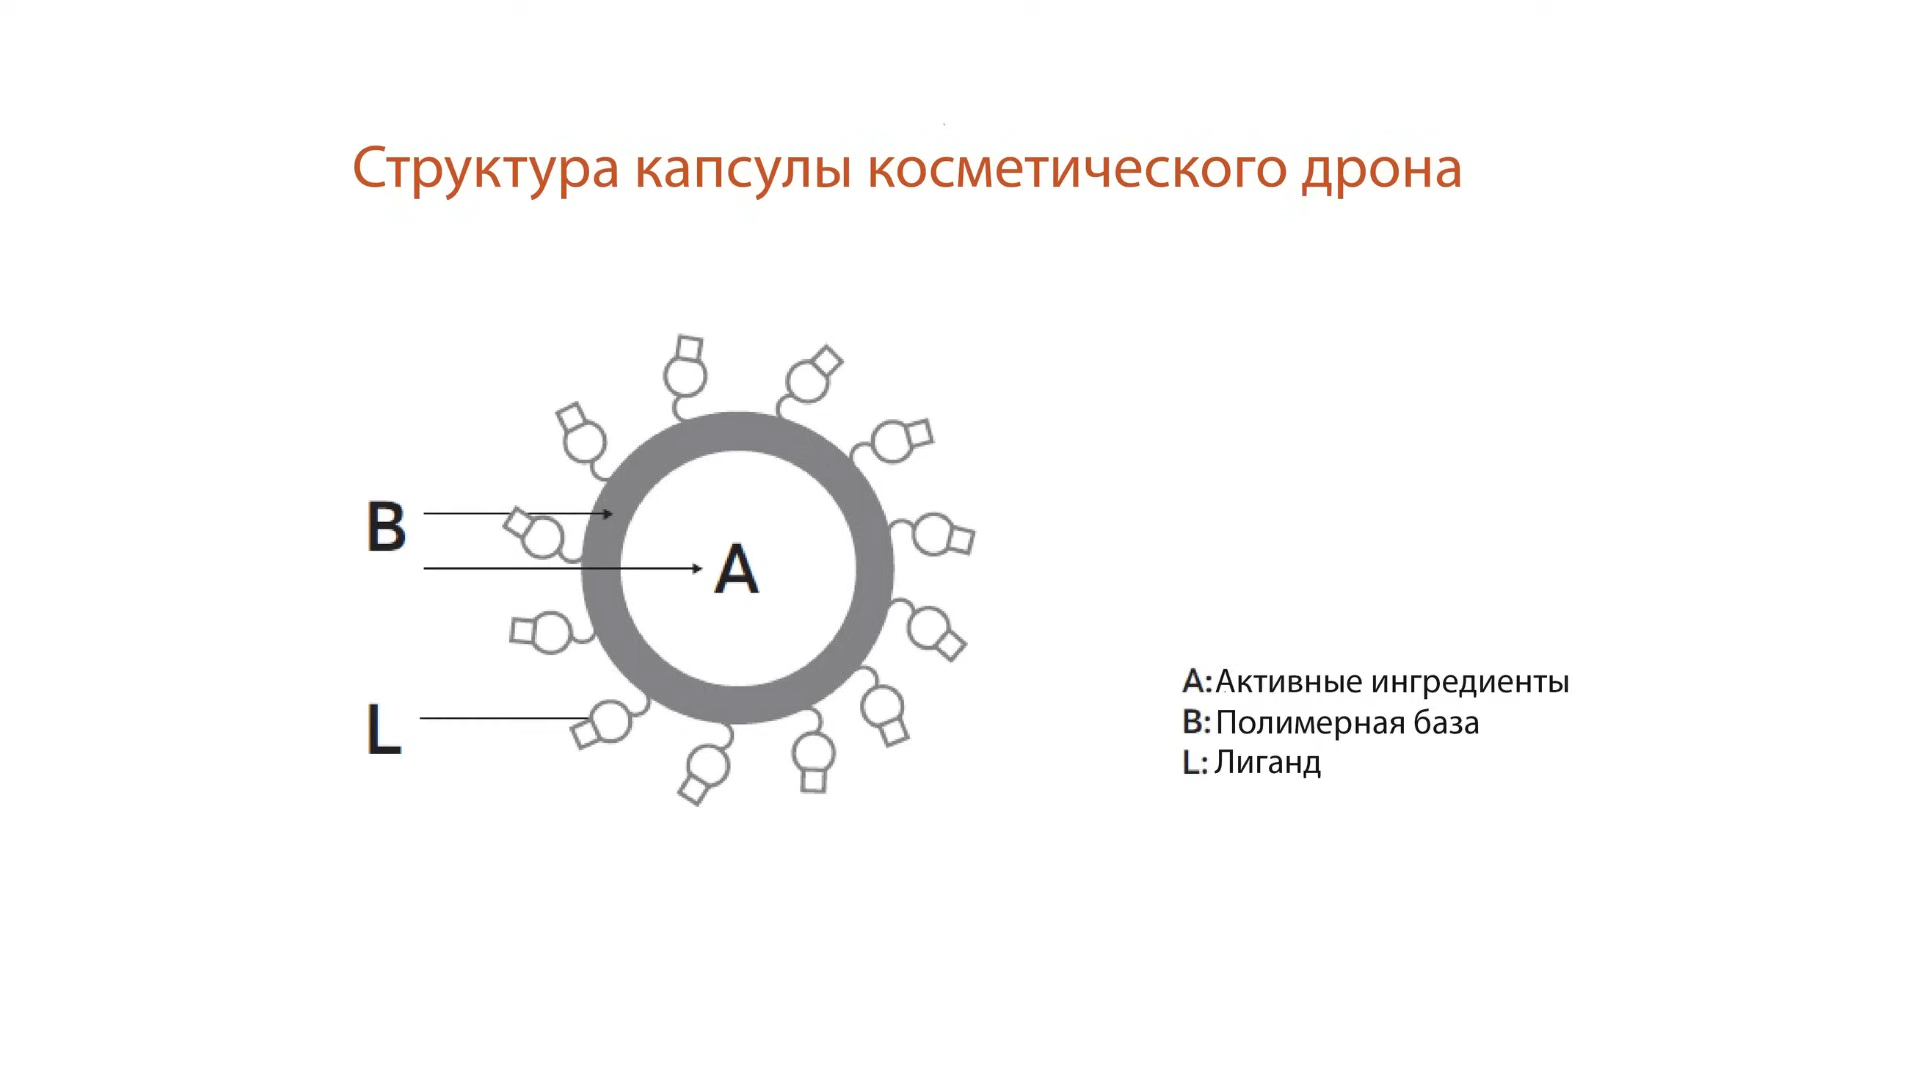 Структура капсулы косметического дрона
B
A
L
A: Активные ингредиенты
B: Полимерная база
L: Лиганд